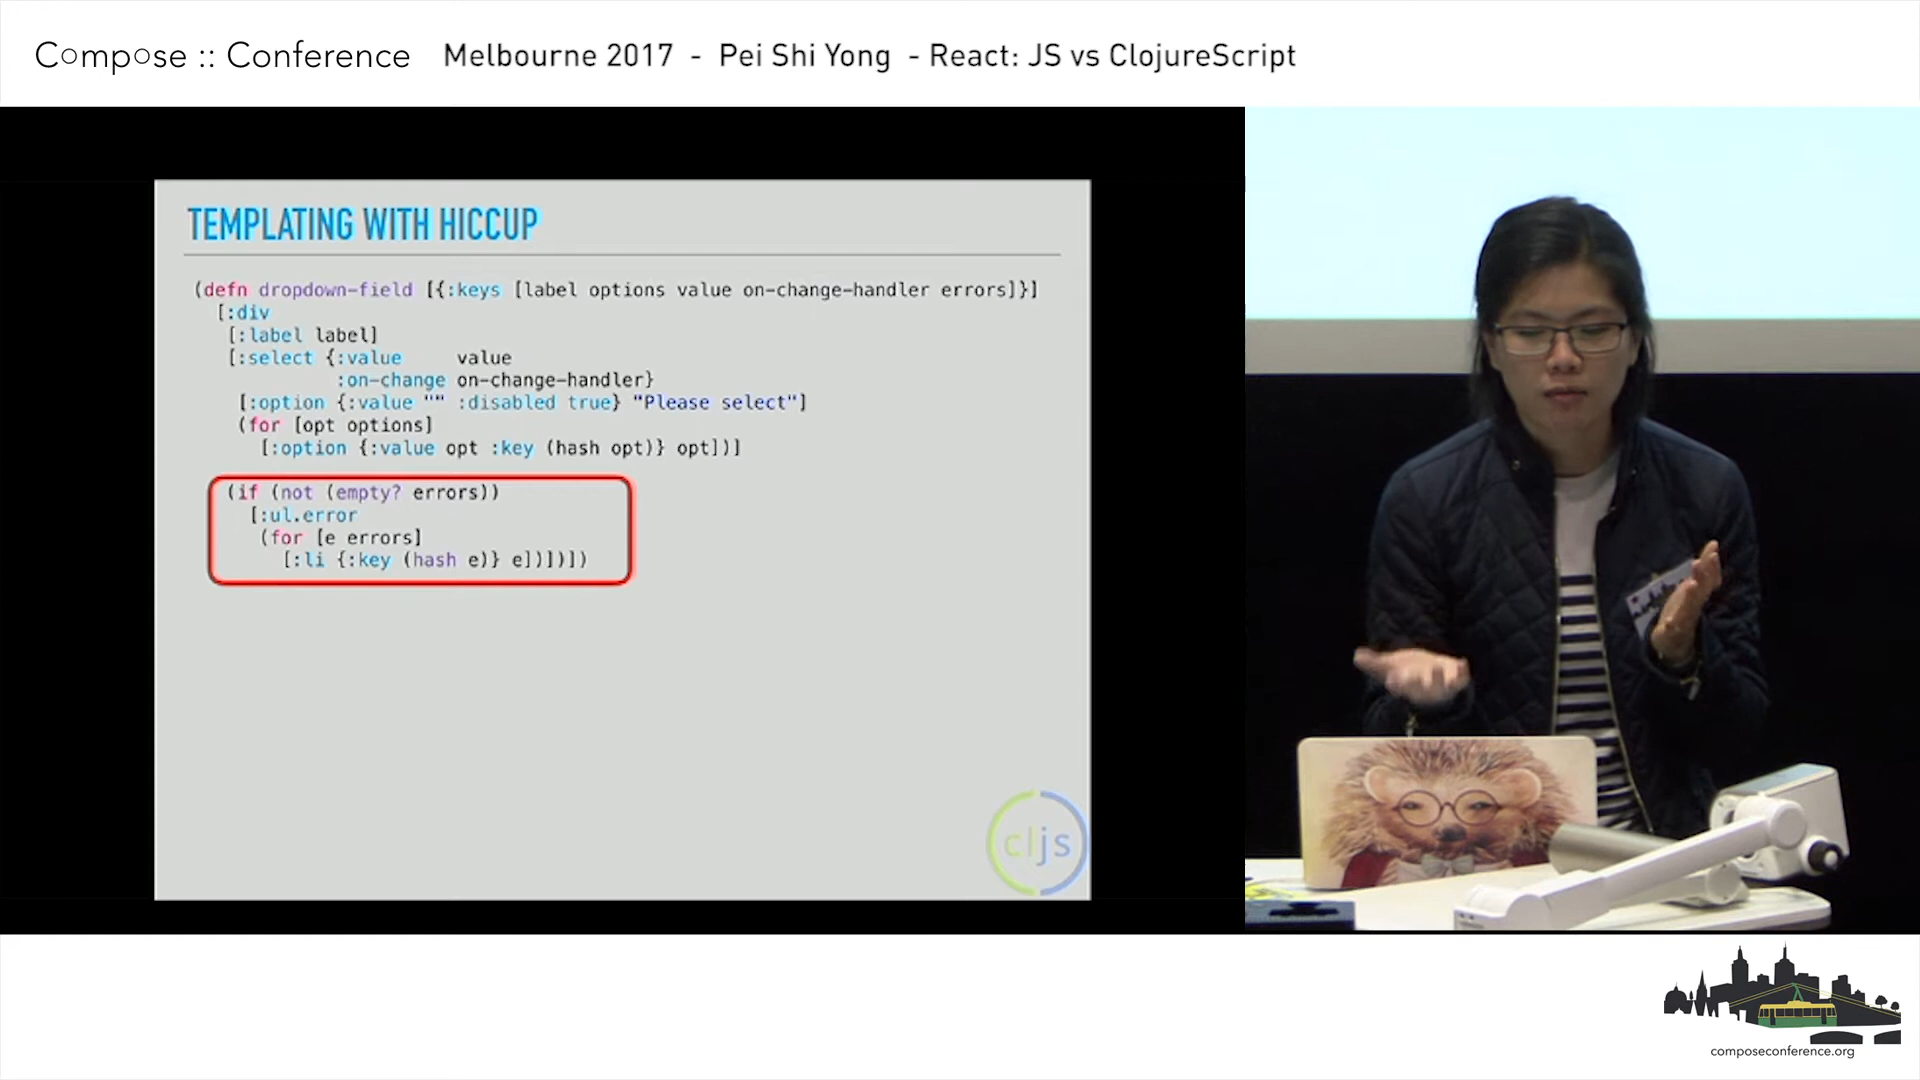 Compose :: Conference Melbourne 2017 - Pei Shi Yong - React: JS vs ClojureScript
TEMPLATING WITH HICCUP
(defn dropdown-field [{:keys [label options value on-change-handler errors]}]
[:div
[:label label]
[:select {:value value
:on-change on-change-handler}
[:option {:value "" :disabled true} "Please select"]
(for [opt options]
[:option {:value opt :key (hash opt)} opt])]
(if (not (empty? errors))
[:ul.error
(for [e errors]
[:li {:key (hash e)} e])])])
cljs
composeconference.org